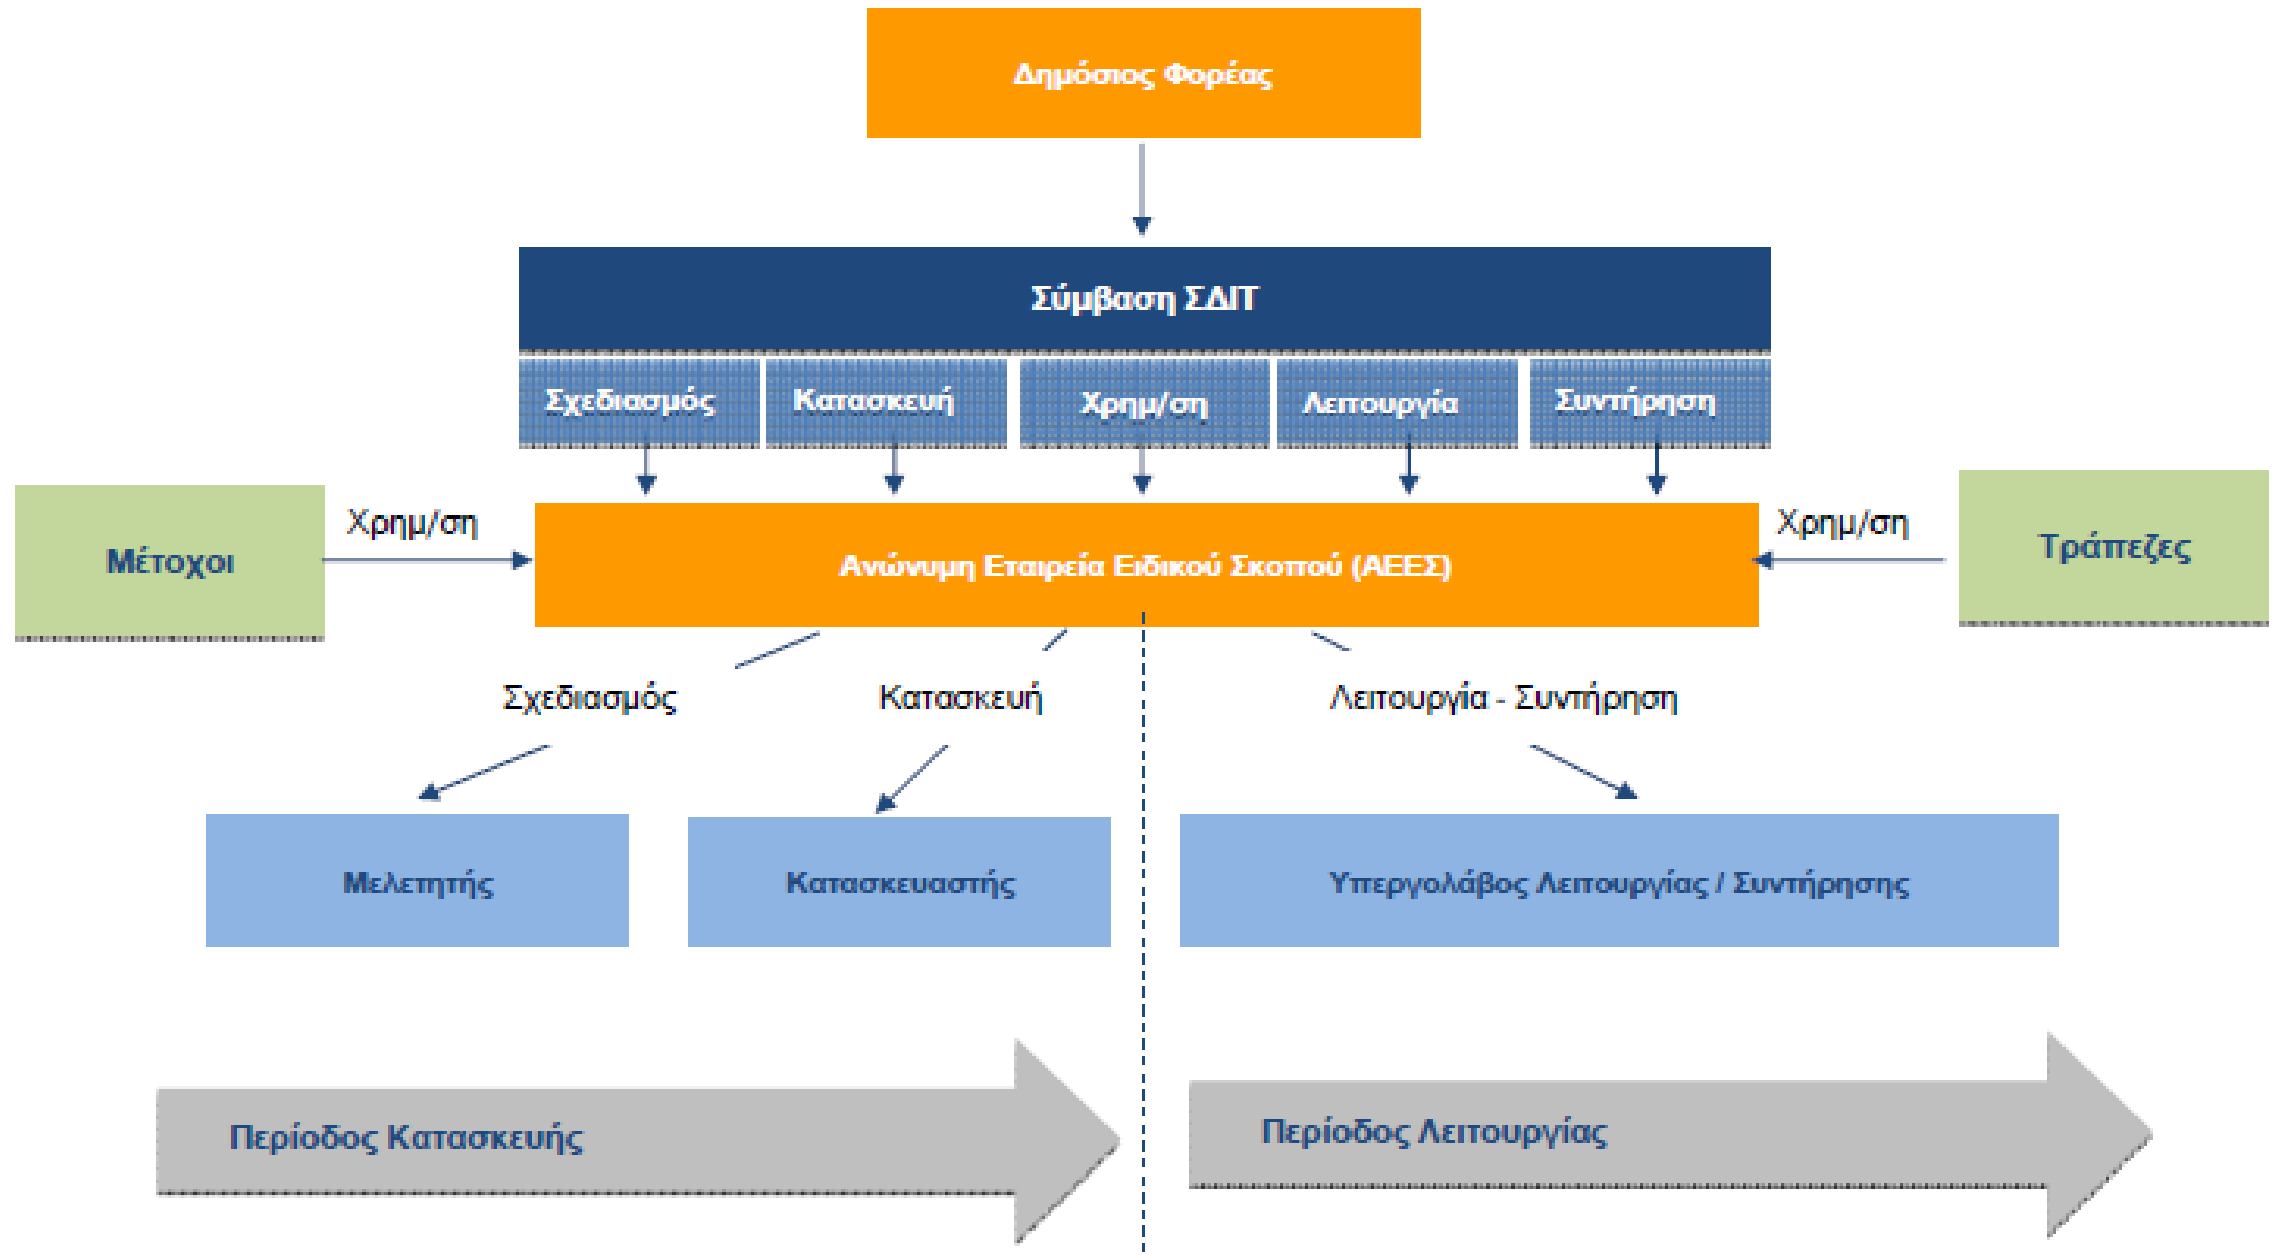 Δημόσιος Φορέας
Σύμβαση ΣΔΙΤ
Σχεδιασμός
Κατασκευή
Χρημ/ση
Λειτουργία
Συντήρηση
Μέτοχοι
Χρημ/ση
Ανώνυμη Εταιρεία Ειδικού Σκοπού (ΑΕΕΣ)
Χρημ/ση
Τράπεζες
Σχεδιασμός
Κατασκευή
Λειτουργία - Συντήρηση
Μελετητής
Κατασκευαστής
Υπεργολάβος Λειτουργίας / Συντήρησης
Περίοδος Κατασκευής
Περίοδος Λειτουργίας